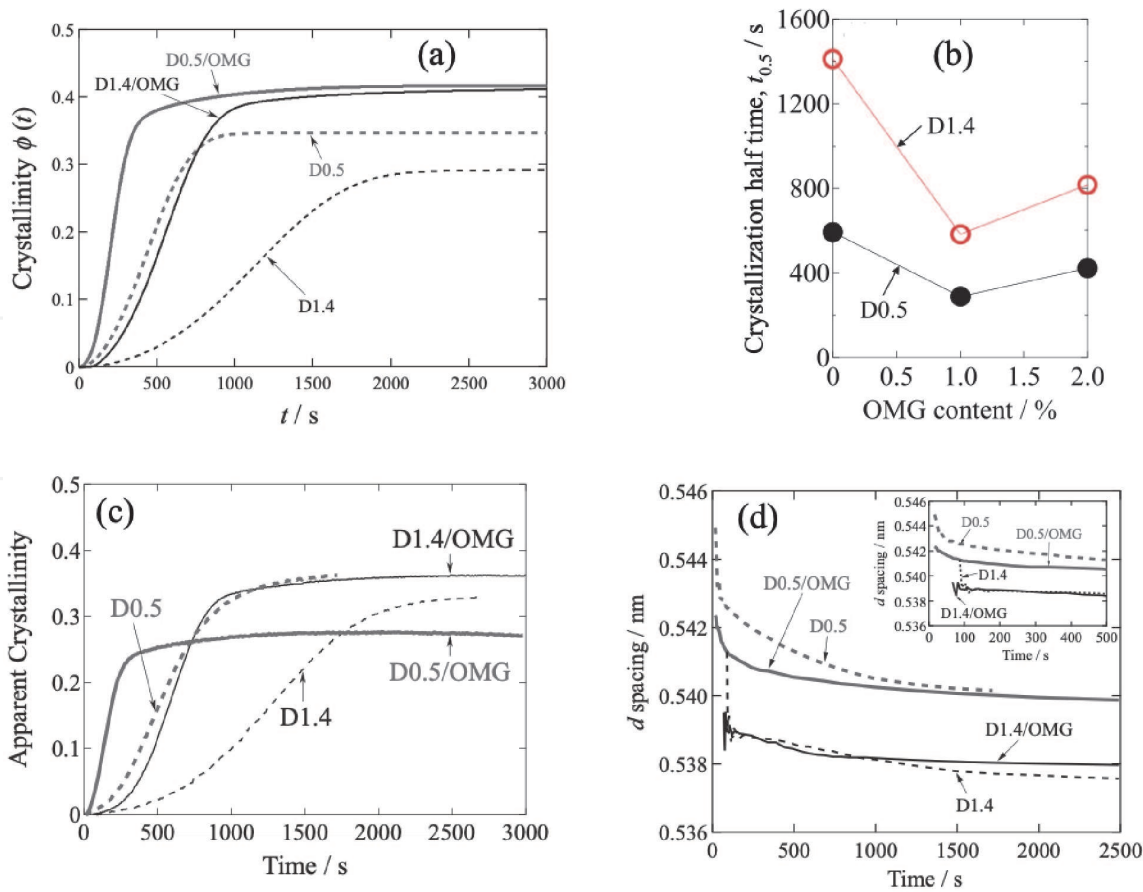 (a)
Crystallinity ϕ (t)
0.5
0.4
0.3
0.2
0.1
0
D0.5/OMG
D1.4/OMG
D0.5
D1.4
0 500 1000 1500 2000 2500 3000
t / s
(b)
Crystallization half time, t0.5 / s
1600
1200
800
400
0
D1.4
D0.5
0 0.5 1.0 1.5 2.0
OMG content / %
(c)
Apparent Crystallinity
0.5
0.4
0.3
0.2
0.1
0
D1.4/OMG
D0.5
D0.5/OMG
D1.4
0 500 1000 1500 2000 2500 3000
Time / s
(d)
d spacing / nm
0.546
0.544
0.542
0.540
0.538
0.536
D0.5/OMG
D0.5
D1.4/OMG
D1.4
0 500 1000 1500 2000 2500
Time / s
d spacing / nm
0.546
0.544
0.542
0.540
0.538
0.536
D0.5
D0.5/OMG
D1.4
D1.4/OMG
0 100 200 300 400 500
Time / s